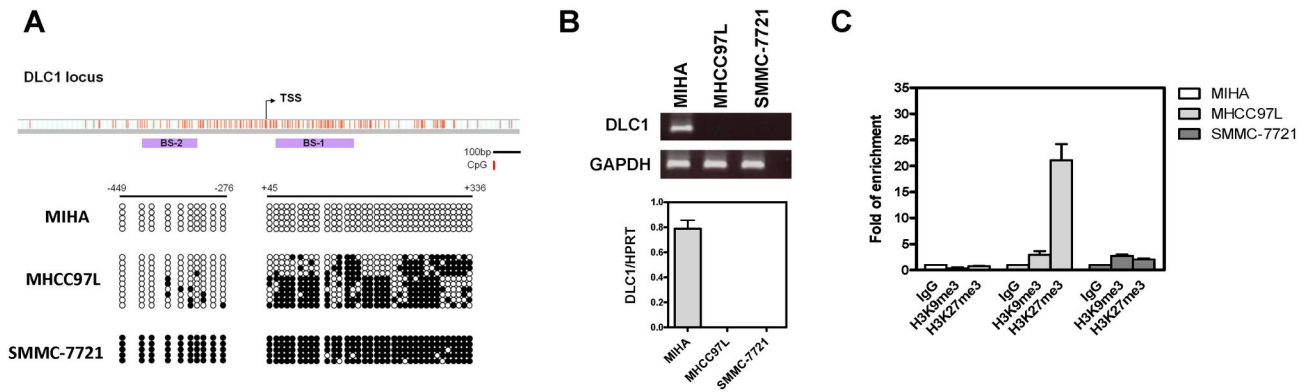 A
DLC1 locus
TSS
BS-2
BS-1
100bp
CpG
-449
-276
+45
+336
MIHA
MHCC97L
SMMC-7721
B
MIHA
MHCC97L
SMMC-7721
DLC1
GAPDH
DLC1/HPRT
1.0
0.8
0.6
0.4
0.2
0.0
MIHA
MHCC97L
SMMC-7721
C
Fold of enrichment
35
30
25
20
15
10
5
0
IgG
H3K9me3
H3K27me3
IgG
H3K9me3
H3K27me3
IgG
H3K9me3
H3K27me3
MIHA
MHCC97L
SMMC-7721